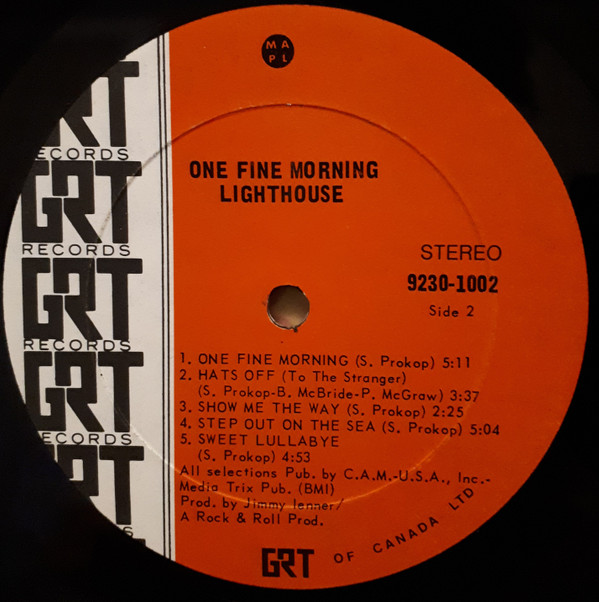 MA
PL
GRT
RECORDS
GRT
RECORDS
GRT
RECORDS
GRT
RECORDS
GRT
ONE FINE MORNING
LIGHTHOUSE
STEREO
9230-1002
Side 2
1. ONE FINE MORNING (S. Prokop) 5:11
2. HATS OFF (To The Stranger)
(S. Prokop-B. McBride-P. McGraw) 3:37
3. SHOW ME THE WAY (S. Prokop) 2:25
4. STEP OUT ON THE SEA (S. Prokop) 5:04
5. SWEET LULLABYE
(S. Prokop) 4:53
All selections Pub. by C.A.M.-U.S.A., Inc.-
Media Trix Pub. (BMI)
Prod. by Jimmy Ienner/
A Rock & Roll Prod.
GRT OF CANADA LTD